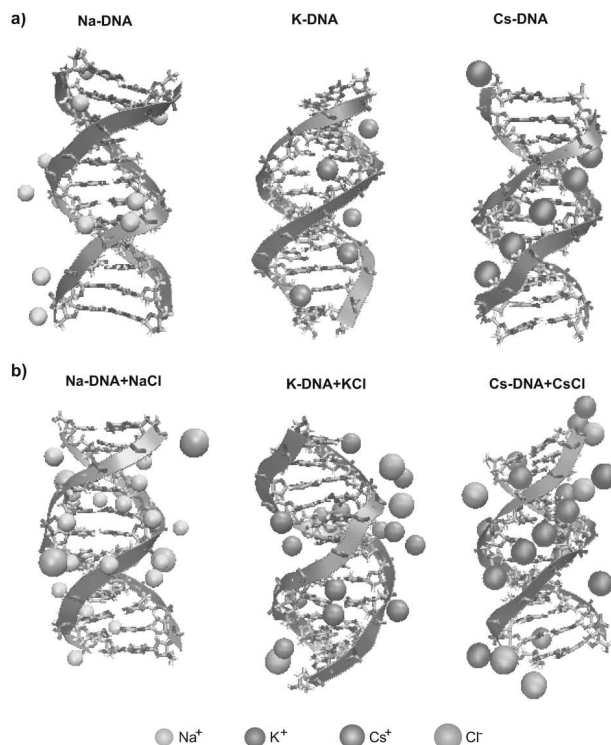 a)
Na-DNA K-DNA Cs-DNA
b)
Na-DNA+NaCl K-DNA+KCl Cs-DNA+CsCl
Na⁺ K⁺ Cs⁺ Cl⁻